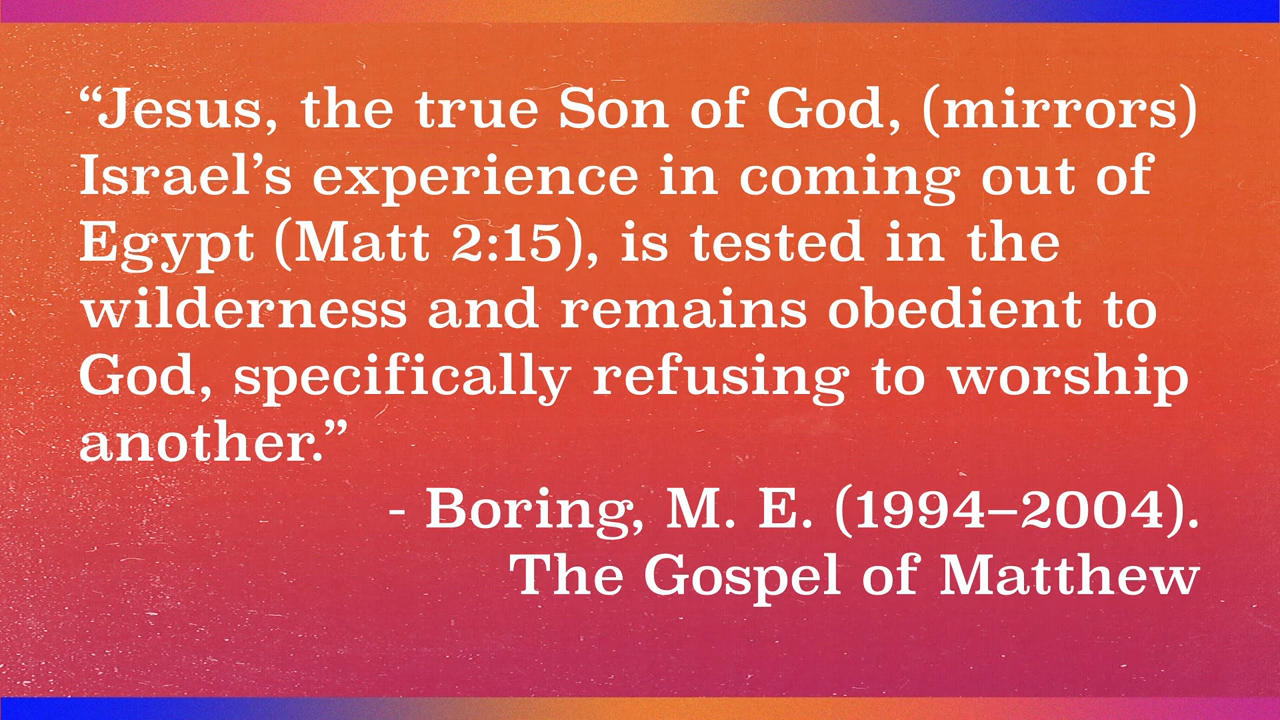 “Jesus, the true Son of God, (mirrors)
Israel’s experience in coming out of
Egypt (Matt 2:15), is tested in the
wilderness and remains obedient to
God, specifically refusing to worship
another.”
- Boring, M. E. (1994–2004).
The Gospel of Matthew